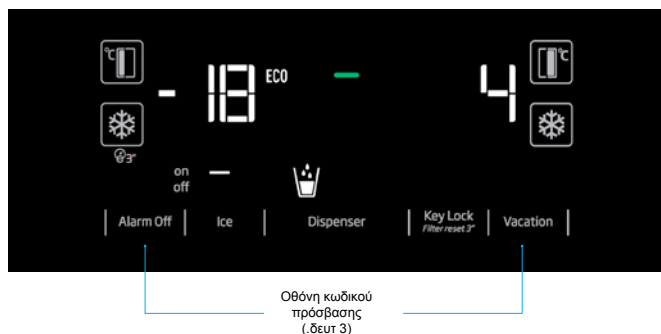 °C
-18 ECO
4
°C
3"
on
off
Alarm Off
Ice
Dispenser
Key Lock
Filter reset 3"
Vacation
Οθόνη κωδικού
πρόσβασης
(.δευτ 3)